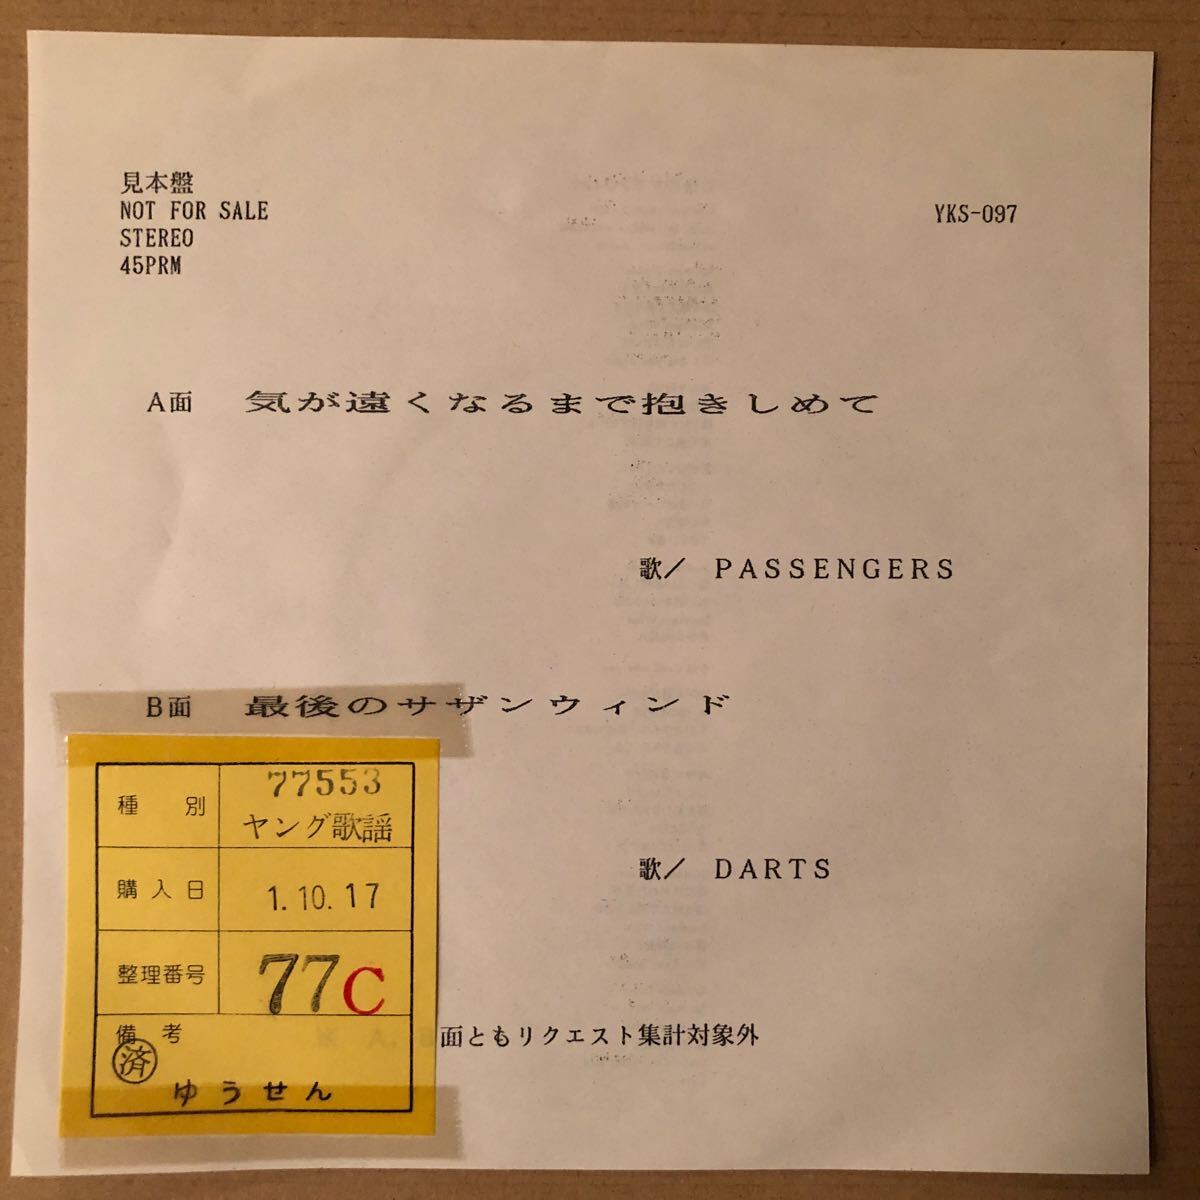 見本盤
NOT FOR SALE
STEREO
45PRM
YKS-097
A面 気が遠くなるまで抱きしめて
歌／ PASSENGERS
B面 最後のサザンウィンド
歌／ DARTS
種別 77553
ヤング歌謡
購入日 1.10.17
整理番号 77C
備考
済
ゆうせん
A、B面ともリクエスト集計対象外